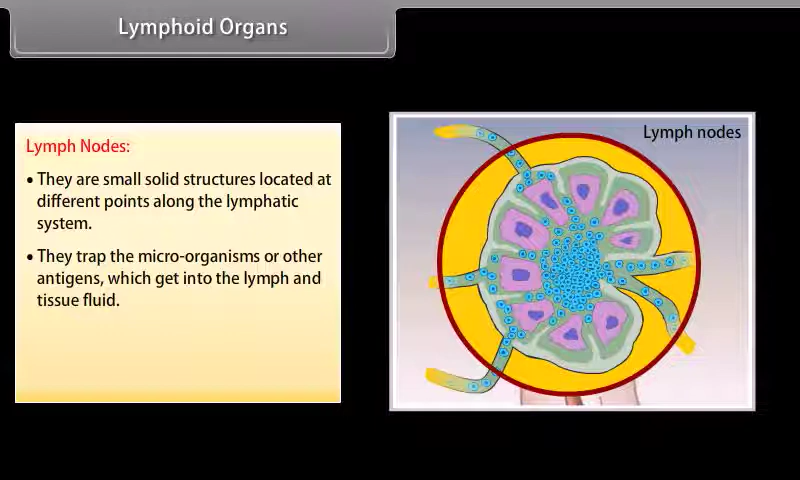 Lymphoid Organs
Lymph Nodes:
• They are small solid structures located at
different points along the lymphatic
system.
• They trap the micro-organisms or other
antigens, which get into the lymph and
tissue fluid.
Lymph nodes